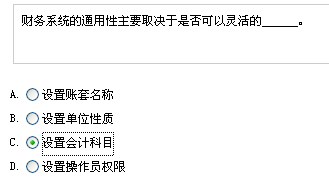 财务系统的通用性主要取决于是否可以灵活的______。
A. 设置账套名称
B. 设置单位性质
C. 设置会计科目
D. 设置操作员权限